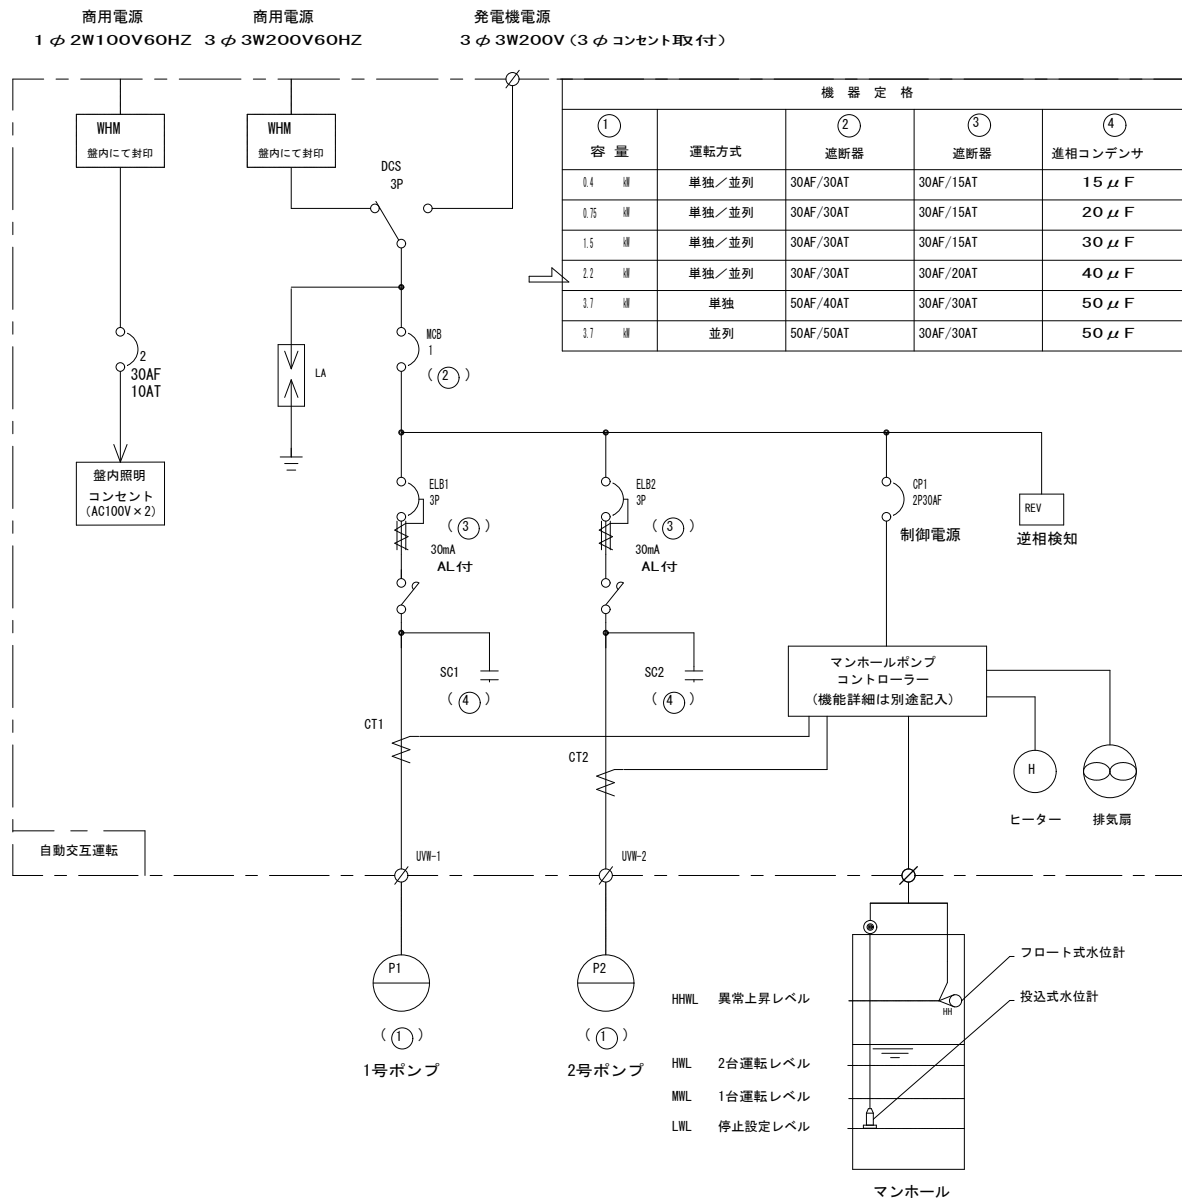 商用電源
1φ2W100V60HZ
商用電源
3φ3W200V60HZ
発電機電源
3φ3W200V(3φコンセント取付)
WHM
盤内にて封印
WHM
盤内にて封印
DCS
3P
機 器 定 格
①
容 量
運転方式
②
遮断器
③
遮断器
④
進相コンデンサ
0.4 kW 単独/並列 30AF/30AT 30AF/15AT 15μF
0.75 kW 単独/並列 30AF/30AT 30AF/15AT 20μF
1.5 kW 単独/並列 30AF/30AT 30AF/15AT 30μF
2.2 kW 単独/並列 30AF/30AT 30AF/20AT 40μF
3.7 kW 単独 50AF/40AT 30AF/30AT 50μF
3.7 kW 並列 50AF/50AT 30AF/30AT 50μF
2
30AF
10AT
盤内照明
コンセント
(AC100V×2)
LA
MCB
1
(②)
ELB1
3P
(③)
30mA
AL付
ELB2
3P
(③)
30mA
AL付
CP1
2P30AF
制御電源
REV
逆相検知
SC1
(④)
SC2
(④)
マンホールポンプ
コントローラー
(機能詳細は別途記入)
CT1
CT2
H
ヒーター
排気扇
自動交互運転
UVW-1
UVW-2
P1
(①)
1号ポンプ
P2
(①)
2号ポンプ
フロート式水位計
投込式水位計
HH
HHWL 異常上昇レベル
HWL 2台運転レベル
MWL 1台運転レベル
LWL 停止設定レベル
マンホール